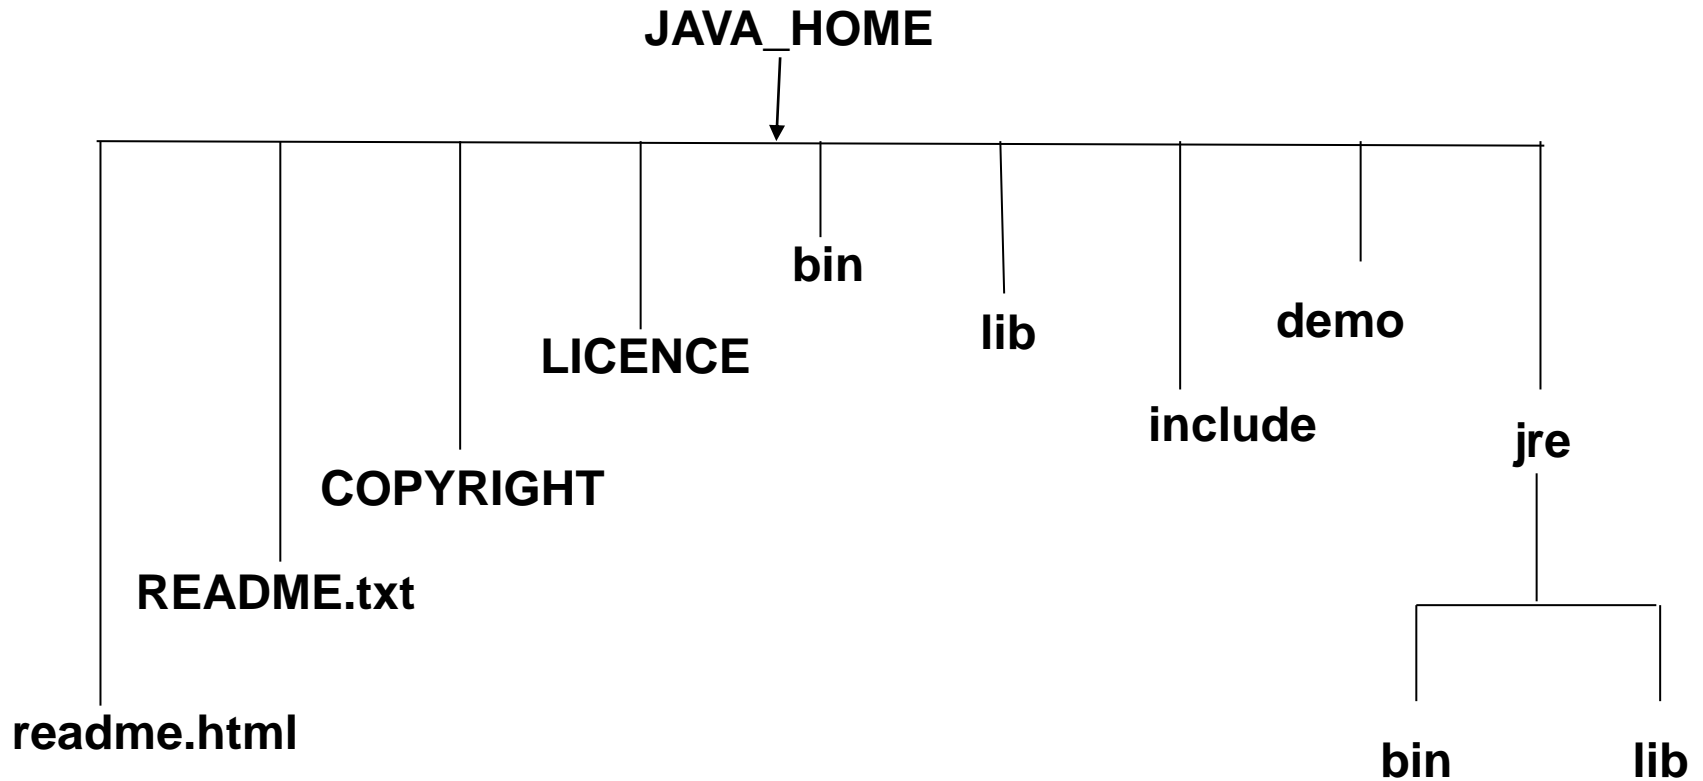 JAVA_HOME
bin
lib
demo
LICENCE
include
jre
COPYRIGHT
README.txt
readme.html
bin
lib